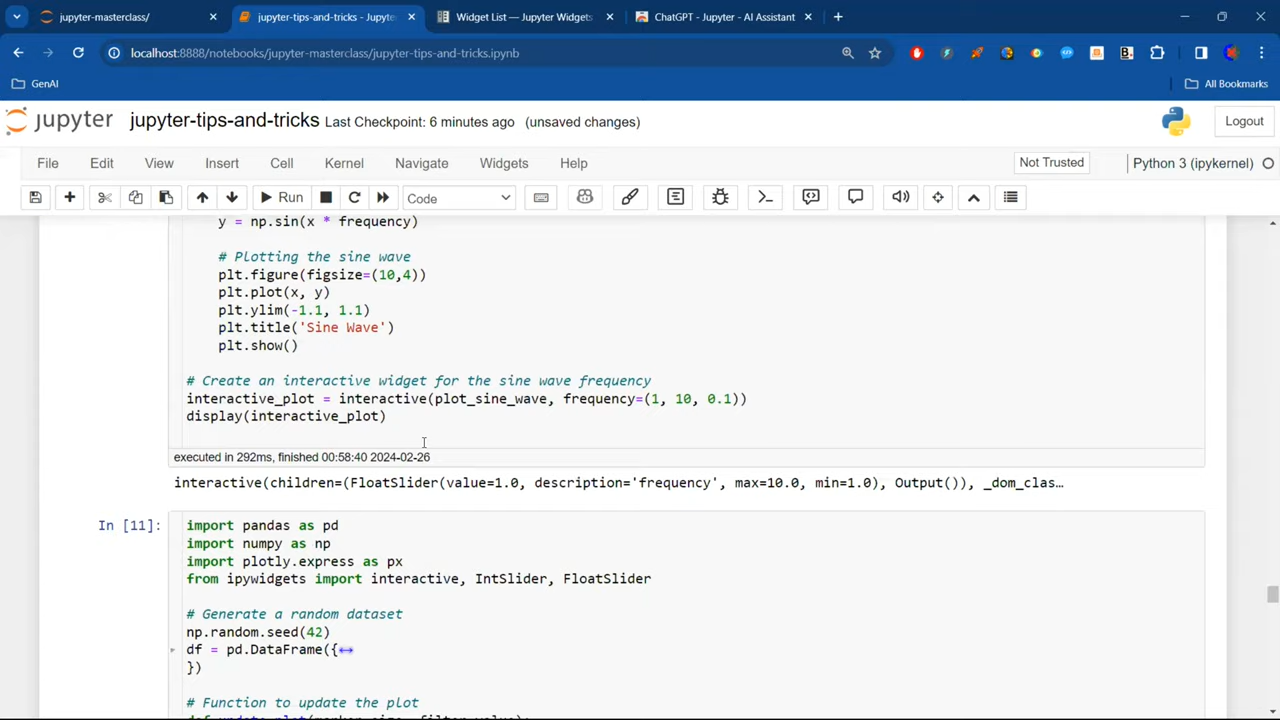 jupyter-masterclass/
jupyter-tips-and-tricks - Jupyte
Widget List — Jupyter Widgets
ChatGPT - Jupyter - AI Assistant
localhost:8888/notebooks/jupyter-masterclass/jupyter-tips-and-tricks.ipynb
GenAI
All Bookmarks
jupyter jupyter-tips-and-tricks Last Checkpoint: 6 minutes ago (unsaved changes)
Logout
File Edit View Insert Cell Kernel Navigate Widgets Help
Not Trusted
Python 3 (ipykernel)
Run
Code
y = np.sin(x * frequency)
# Plotting the sine wave
plt.figure(figsize=(10,4))
plt.plot(x, y)
plt.ylim(-1.1, 1.1)
plt.title('Sine Wave')
plt.show()
# Create an interactive widget for the sine wave frequency
interactive_plot = interactive(plot_sine_wave, frequency=(1, 10, 0.1))
display(interactive_plot)
executed in 292ms, finished 00:58:40 2024-02-26
interactive(children=(FloatSlider(value=1.0, description='frequency', max=10.0, min=1.0), Output()), _dom_clas…
In [11]:
import pandas as pd
import numpy as np
import plotly.express as px
from ipywidgets import interactive, IntSlider, FloatSlider
# Generate a random dataset
np.random.seed(42)
df = pd.DataFrame({↔
})
# Function to update the plot
def update_plot(marker_size, filter_value):